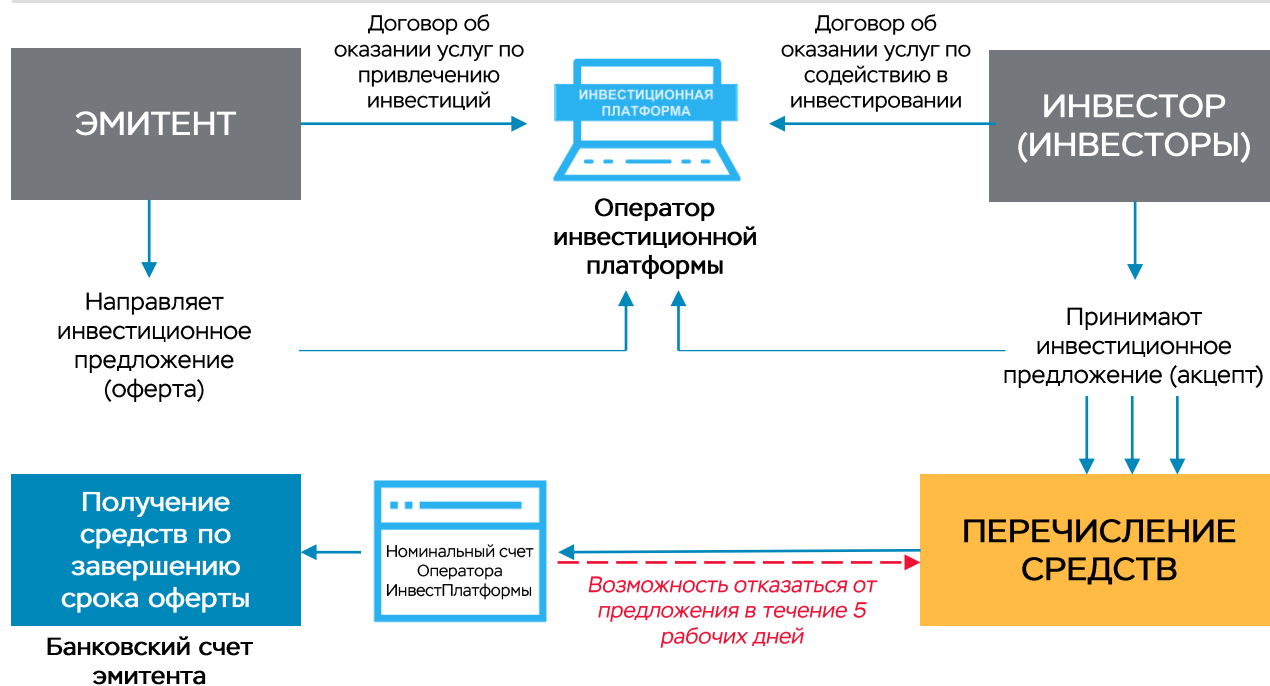 ЭМИТЕНТ
Договор об
оказании услуг по
привлечению
инвестиций
ИНВЕСТИЦИОННАЯ
ПЛАТФОРМА
Оператор
инвестиционной
платформы
Договор об
оказании услуг по
содействию в
инвестировании
ИНВЕСТОР
(ИНВЕСТОРЫ)
Направляет
инвестиционное
предложение
(оферта)
Принимают
инвестиционное
предложение (акцепт)
Получение
средств по
завершению
срока оферты
Банковский счет
эмитента
Номинальный счет
Оператора
ИнвестПлатформы
Возможность отказаться от
предложения в течение 5
рабочих дней
ПЕРЕЧИСЛЕНИЕ
СРЕДСТВ